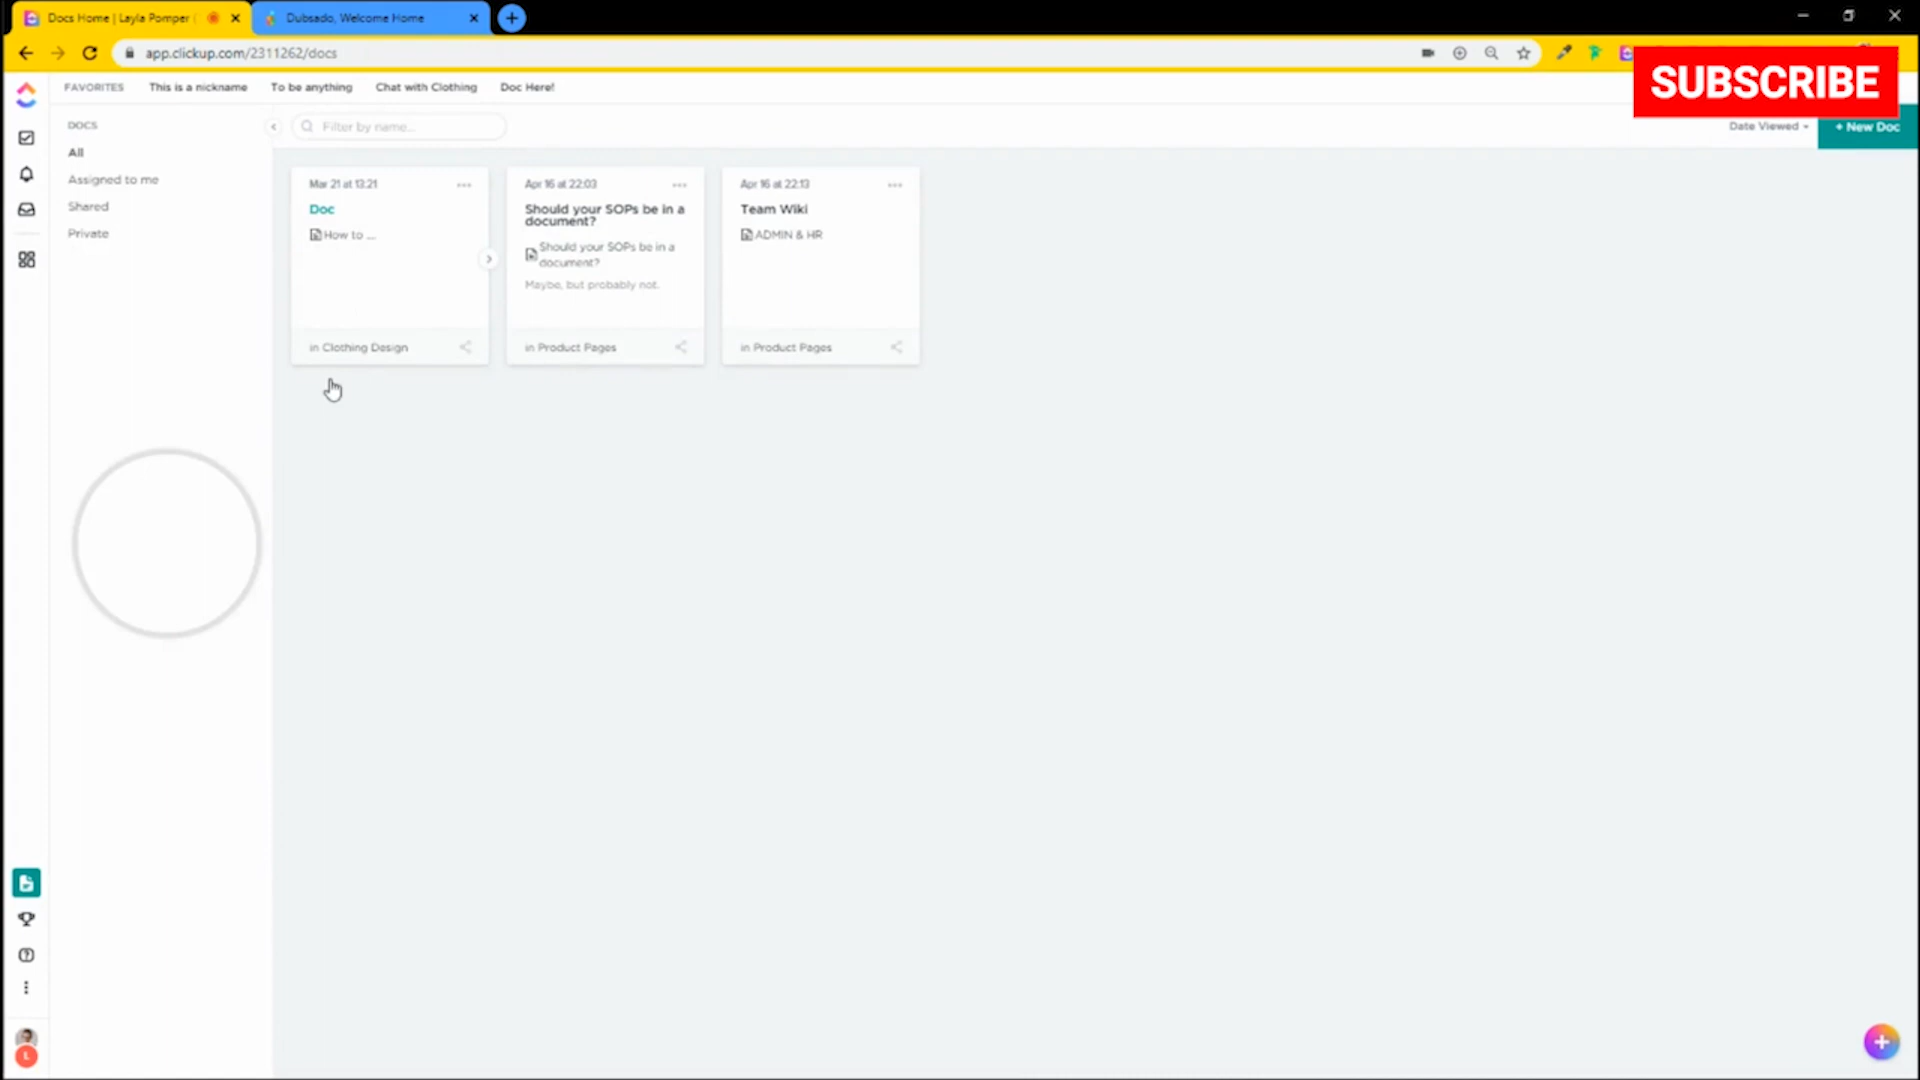 Docs Home | Layla Pomper (
Dubsado, Welcome Home
app.clickup.com/2311262/docs
SUBSCRIBE
FAVORITES
This is a nickname
To be anything
Chat with Clothing
Doc Here!
DOCS
All
Assigned to me
Shared
Private
Filter by name...
Date Viewed
+ New Doc
Mar 21 at 13:21
Doc
How to ...
in Clothing Design
Apr 16 at 22:03
Should your SOPs be in a
document?
Should your SOPs be in a
document?
Maybe, but probably not.
in Product Pages
Apr 16 at 22:13
Team Wiki
ADMIN & HR
in Product Pages
L